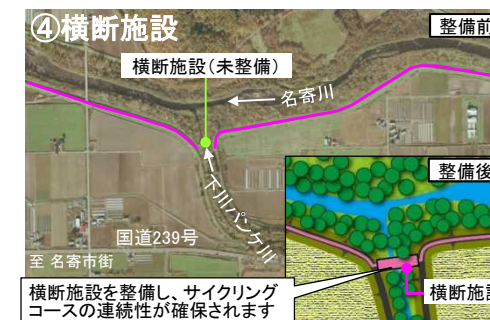 ④横断施設
整備前
横断施設(未整備)
名寄川
下川パンケ川
整備後
国道239号
至 名寄市街
横断施設を整備し、サイクリング
コースの連続性が確保されます
横断施